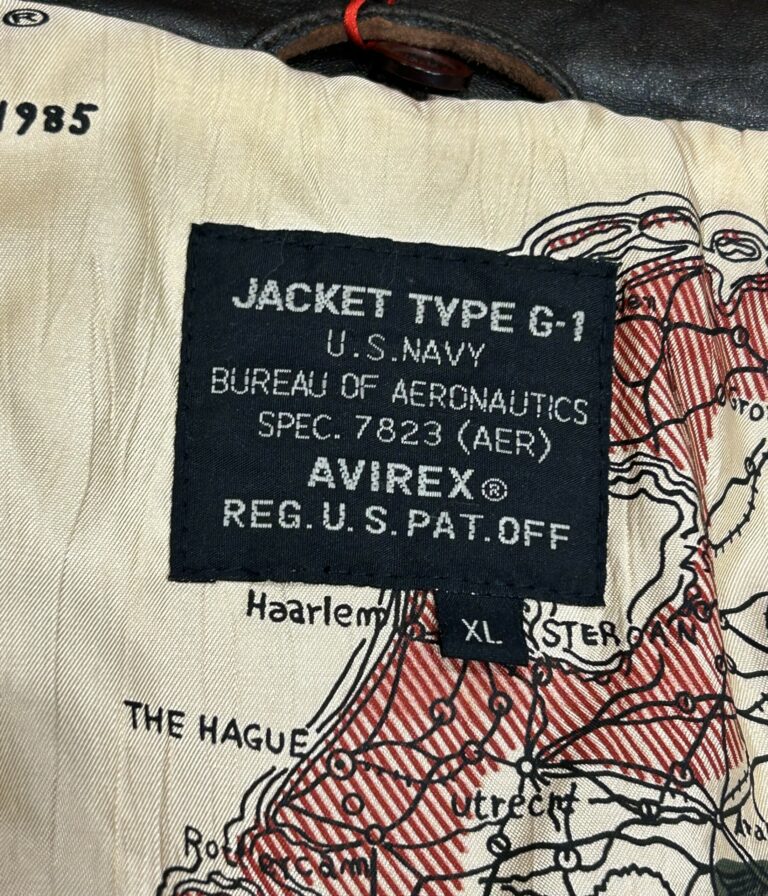 ®
1985
JACKET TYPE G-1
U.S.NAVY
BUREAU OF AERONAUTICS
SPEC. 7823 (AER)
AVIREX®
REG.U.S.PAT.OFF
XL
Haarlem
STERDAN
THE HAGUE
utrecht